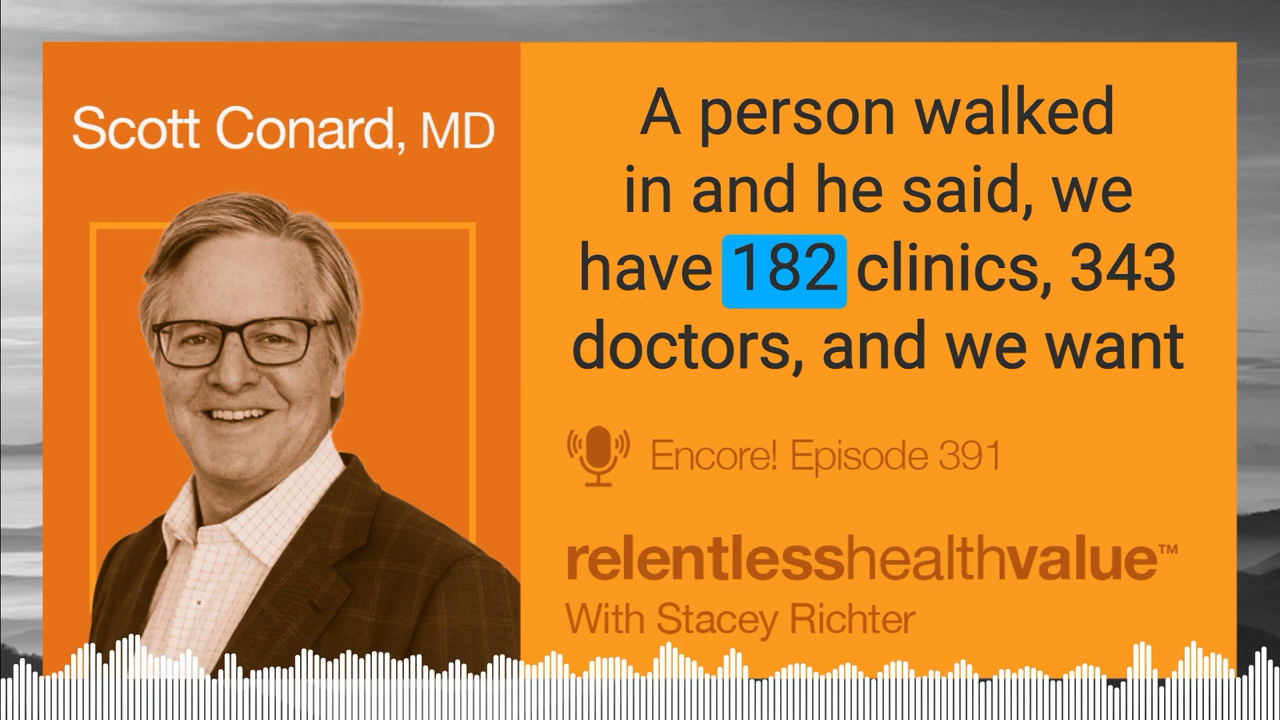 Scott Conard, MD
A person walked
in and he said, we
have 182 clinics, 343
doctors, and we want
Encore! Episode 391
relentlesshealthvalue™
With Stacey Richter